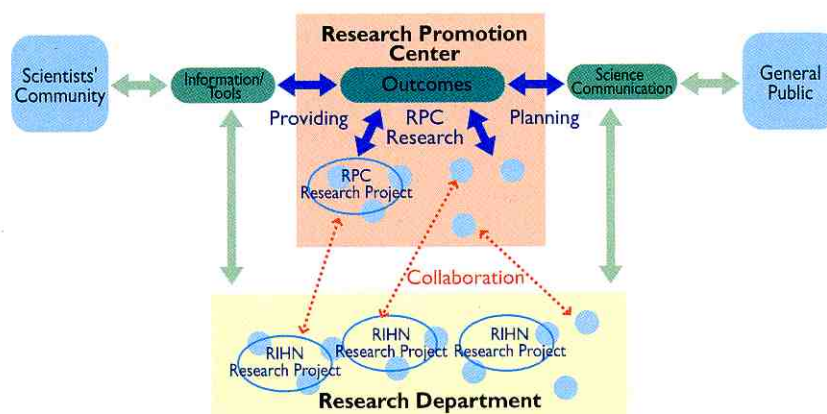 Research Promotion
Center
Scientists'
Community
Information/
Tools
Outcomes
Science
Communication
General
Public
Providing
RPC
Research
Planning
RPC
Research Project
Collaboration
RIHN
Research Project
RIHN
Research Project
RIHN
Research Project
Research Department